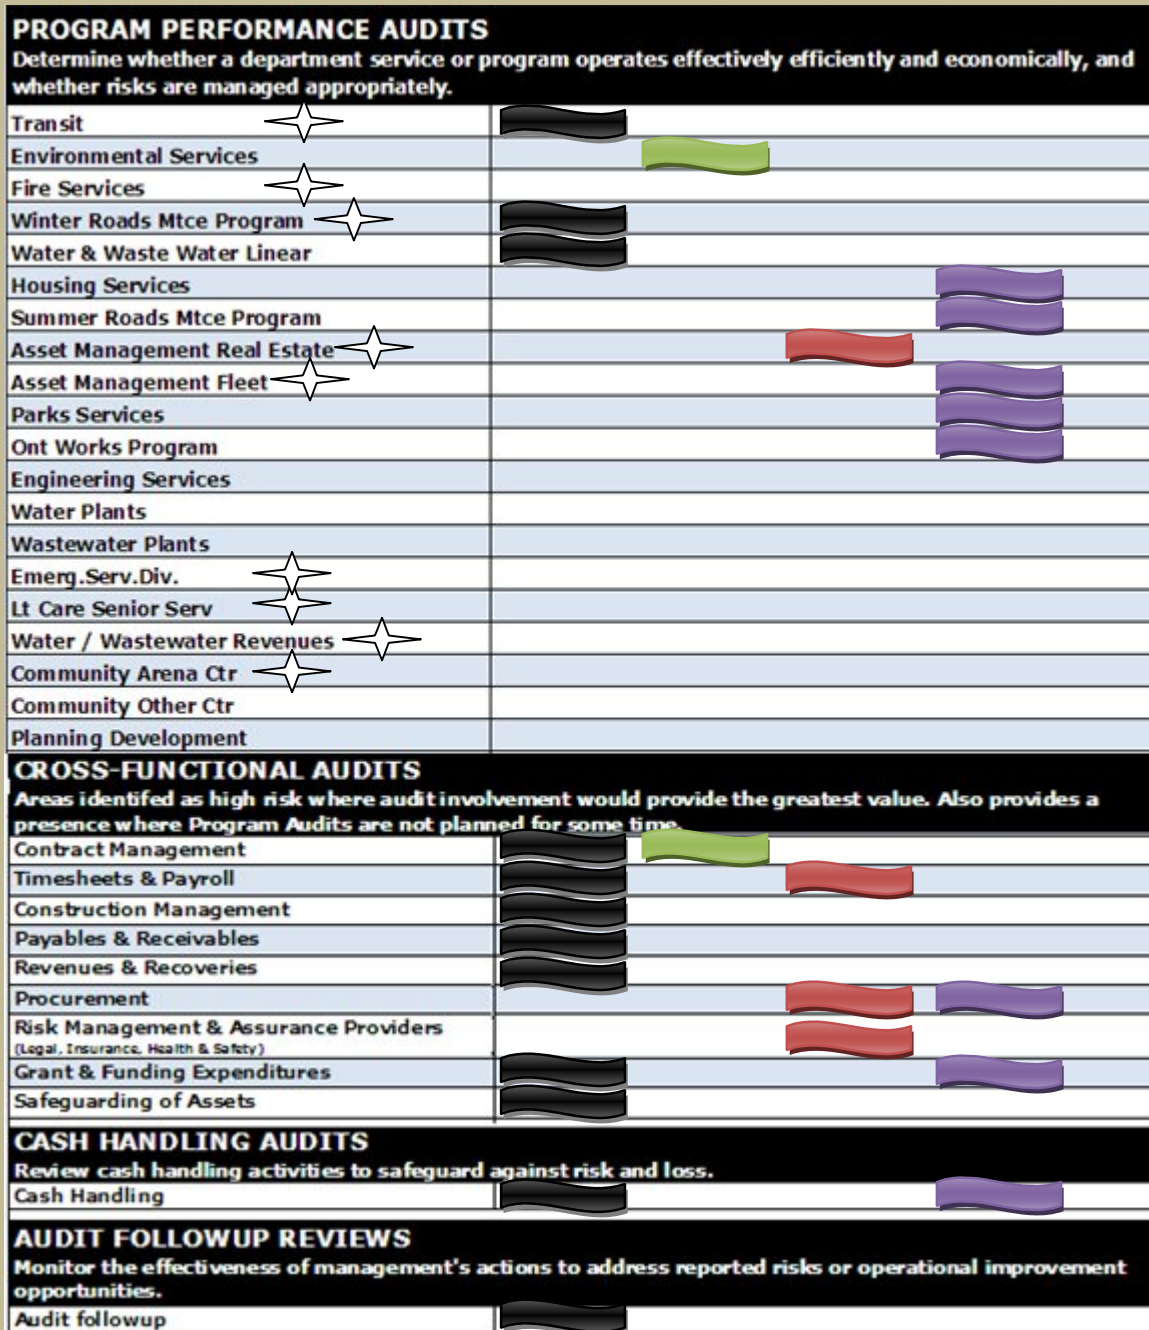 PROGRAM PERFORMANCE AUDITS
Determine whether a department service or program operates effectively efficiently and economically, and
whether risks are managed appropriately.
Transit
Environmental Services
Fire Services
Winter Roads Mtce Program
Water & Waste Water Linear
Housing Services
Summer Roads Mtce Program
Asset Management Real Estate
Asset Management Fleet
Parks Services
Ont Works Program
Engineering Services
Water Plants
Wastewater Plants
Emerg.Serv.Div.
Lt Care Senior Serv
Water / Wastewater Revenues
Community Arena Ctr
Community Other Ctr
Planning Development
CROSS-FUNCTIONAL AUDITS
Areas identifed as high risk where audit involvement would provide the greatest value. Also provides a
presence where Program Audits are not planned for some time.
Contract Management
Timesheets & Payroll
Construction Management
Payables & Receivables
Revenues & Recoveries
Procurement
Risk Management & Assurance Providers
(Legal, Insurance, Health & Safety)
Grant & Funding Expenditures
Safeguarding of Assets
CASH HANDLING AUDITS
Review cash handling activities to safeguard against risk and loss.
Cash Handling
AUDIT FOLLOWUP REVIEWS
Monitor the effectiveness of management's actions to address reported risks or operational improvement
opportunities.
Audit followup